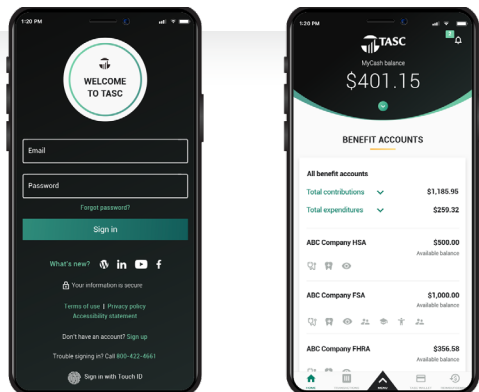 1:20 PM
WELCOME
TO TASC
Email
Password
Forgot password?
Sign in
What's new?
Your information is secure
Terms of use | Privacy policy
Accessibility statement
Don't have an account? Sign up
Trouble signing in? Call 800-422-4661
Sign in with Touch ID
1:20 PM
TASC
MyCash balance
$401.15
BENEFIT ACCOUNTS
All benefit accounts
Total contributions $1,185.95
Total expenditures $259.32
ABC Company HSA $500.00
Available balance
ABC Company FSA $1,000.00
Available balance
ABC Company FHRA $356.58
Available balance
HOME
MENU